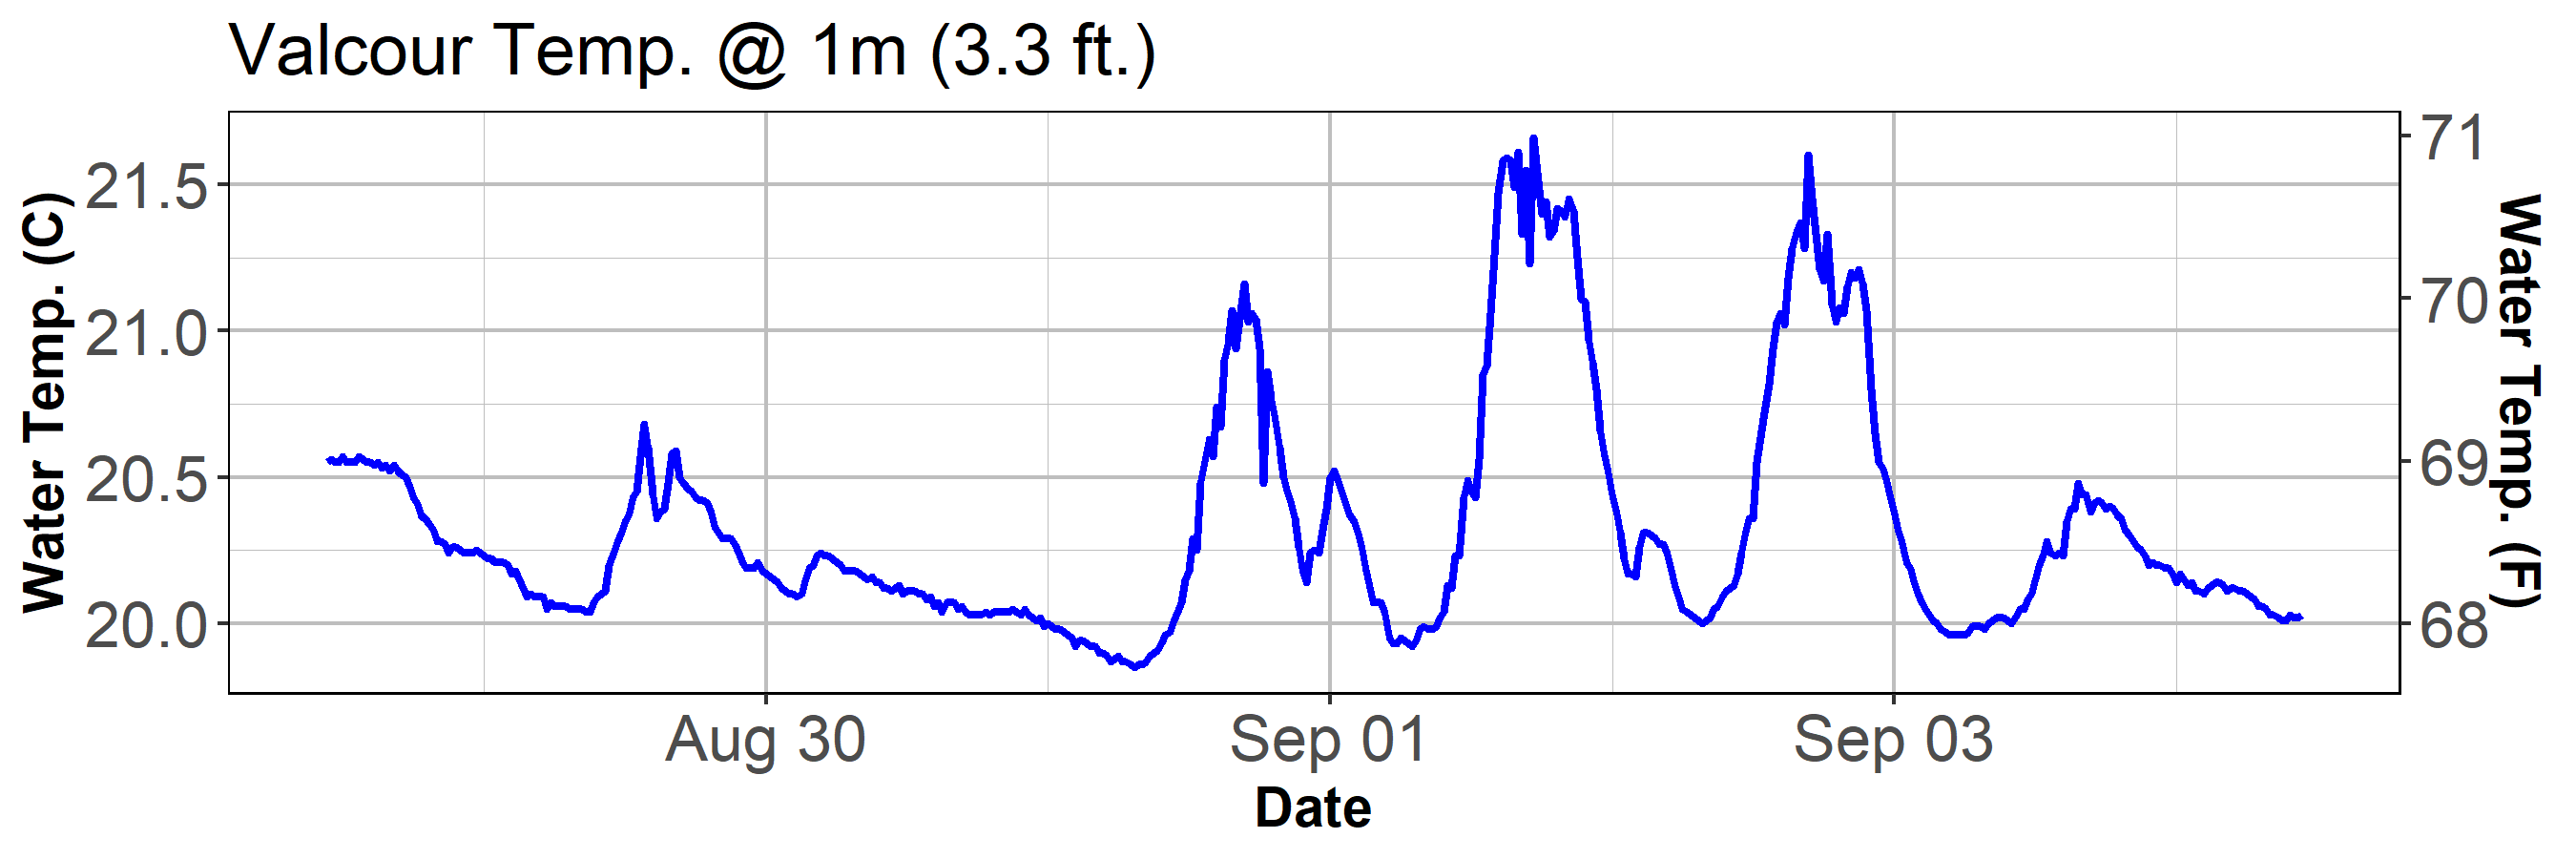 Valcour Temp. @ 1m (3.3 ft.)
Water Temp. (C)
21.5
21.0
20.5
20.0
71
70
69
68
Water Temp. (F)
Aug 30
Sep 01
Sep 03
Date